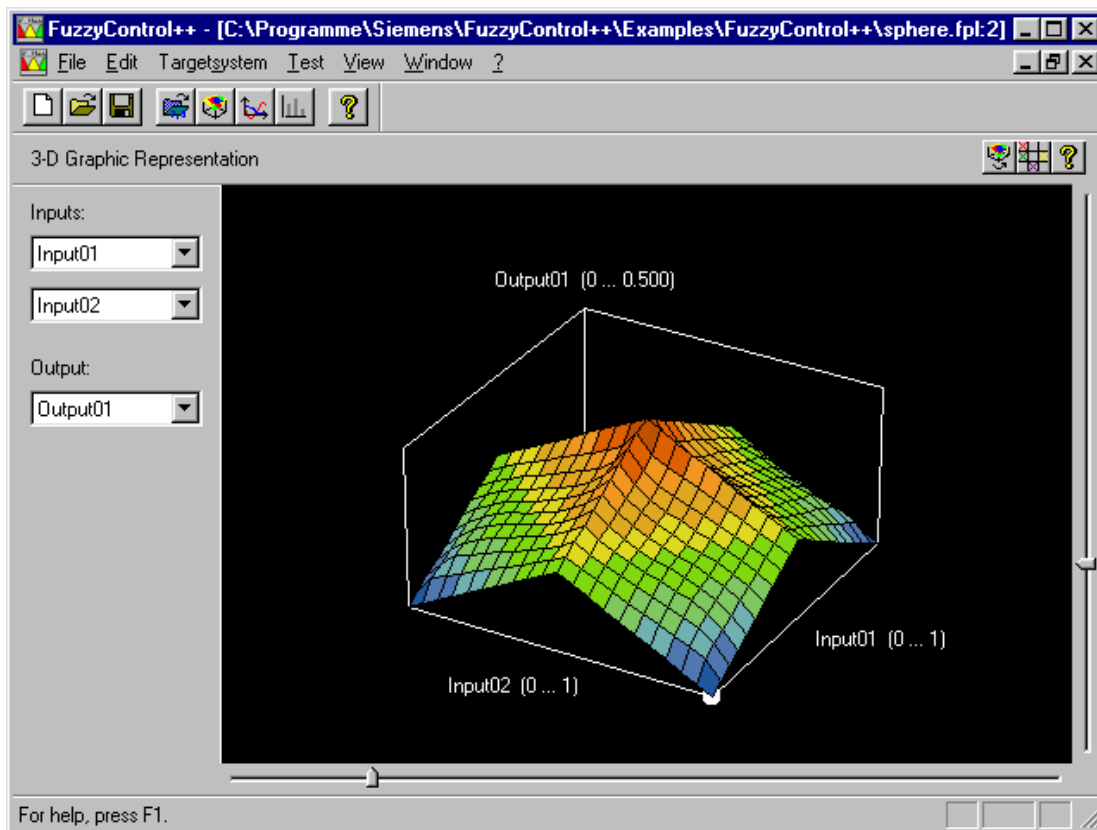 FuzzyControl++ - [C:\Programme\Siemens\FuzzyControl++\Examples\FuzzyControl++\sphere.fpl:2]
File Edit Targetsystem Test View Window ?
3-D Graphic Representation
Inputs:
Input01
Input02
Output:
Output01
Output01 (0 ... 0.500)
Input01 (0 ... 1)
Input02 (0 ... 1)
For help, press F1.